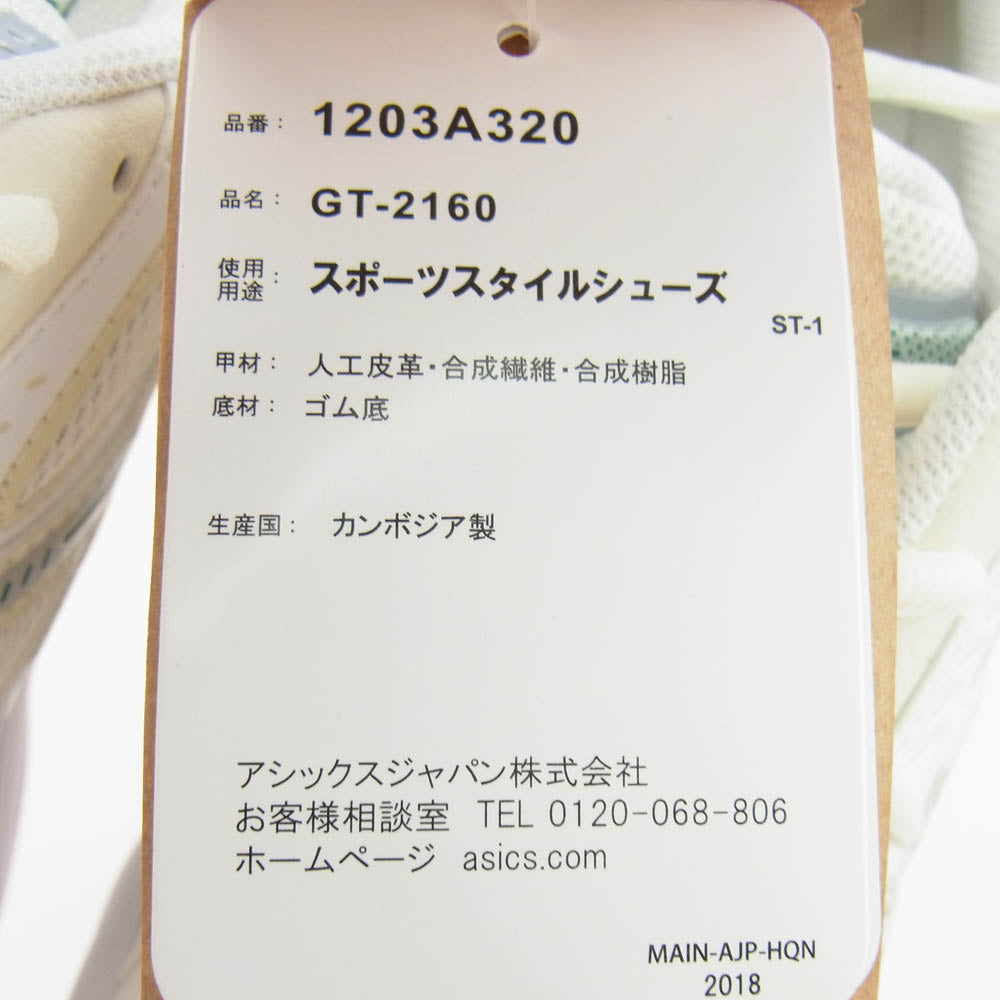 品番： 1203A320
品名： GT-2160
使用用途： スポーツスタイルシューズ
ST-1
甲材： 人工皮革・合成繊維・合成樹脂
底材： ゴム底
生産国： カンボジア製
アシックスジャパン株式会社
お客様相談室 TEL 0120-068-806
ホームページ asics.com
MAIN-AJP-HQN
2018